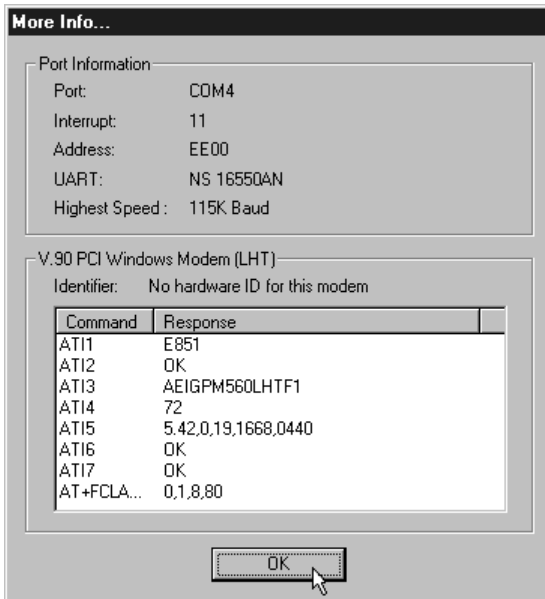 More Info...
Port Information
Port: COM4
Interrupt: 11
Address: EE00
UART: NS 16550AN
Highest Speed : 115K Baud
V.90 PCI Windows Modem (LHT)
Identifier: No hardware ID for this modem
Command Response
ATI1 E851
ATI2 OK
ATI3 AEIGPM560LHTF1
ATI4 72
ATI5 5.42,0,19,1668,0440
ATI6 OK
ATI7 OK
AT+FCLA... 0,1,8,80
OK